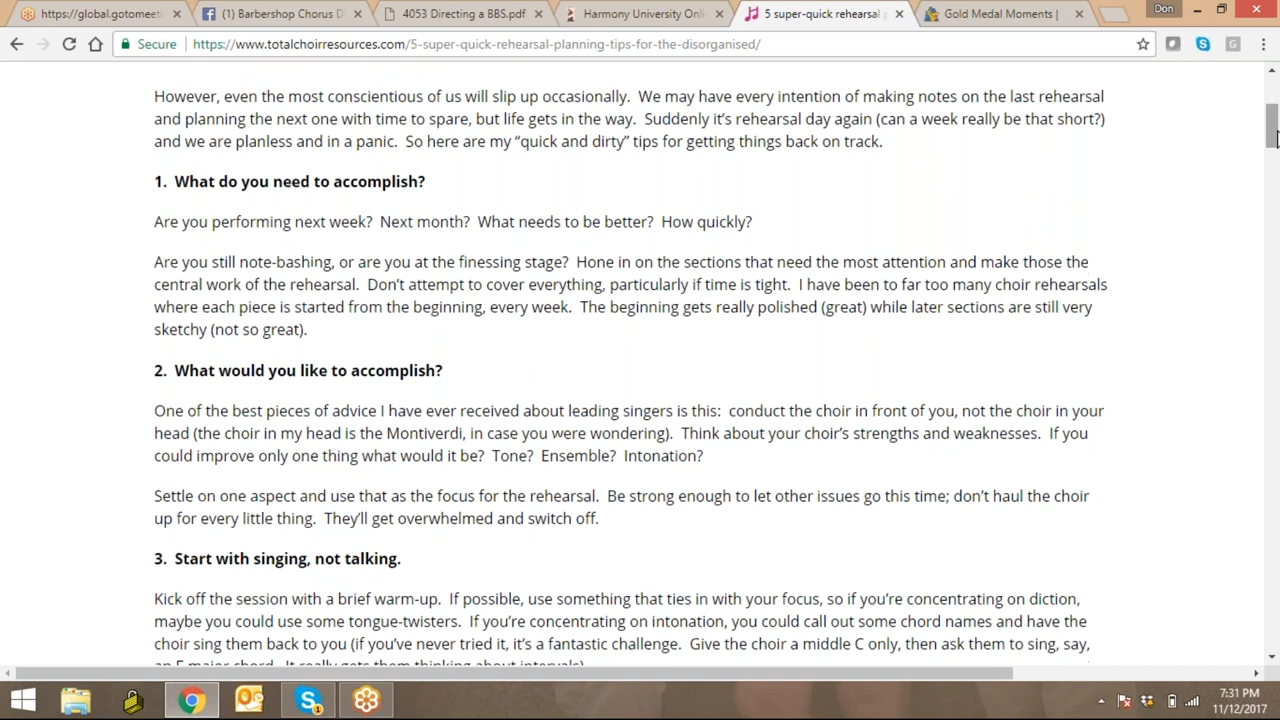 https://global.gotomeeti
(1) Barbershop Chorus D
4053 Directing a BBS.pdf
Harmony University Onli
5 super-quick rehearsal p
Gold Medal Moments |
Don
Secure
https://www.totalchoirresources.com/5-super-quick-rehearsal-planning-tips-for-the-disorganised/
However, even the most conscientious of us will slip up occasionally. We may have every intention of making notes on the last rehearsal
and planning the next one with time to spare, but life gets in the way. Suddenly it's rehearsal day again (can a week really be that short?)
and we are planless and in a panic. So here are my “quick and dirty” tips for getting things back on track.
1. What do you need to accomplish?
Are you performing next week? Next month? What needs to be better? How quickly?
Are you still note-bashing, or are you at the finessing stage? Hone in on the sections that need the most attention and make those the
central work of the rehearsal. Don't attempt to cover everything, particularly if time is tight. I have been to far too many choir rehearsals
where each piece is started from the beginning, every week. The beginning gets really polished (great) while later sections are still very
sketchy (not so great).
2. What would you like to accomplish?
One of the best pieces of advice I have ever received about leading singers is this: conduct the choir in front of you, not the choir in your
head (the choir in my head is the Montiverdi, in case you were wondering). Think about your choir's strengths and weaknesses. If you
could improve only one thing what would it be? Tone? Ensemble? Intonation?
Settle on one aspect and use that as the focus for the rehearsal. Be strong enough to let other issues go this time; don't haul the choir
up for every little thing. They'll get overwhelmed and switch off.
3. Start with singing, not talking.
Kick off the session with a brief warm-up. If possible, use something that ties in with your focus, so if you're concentrating on diction,
maybe you could use some tongue-twisters. If you're concentrating on intonation, you could call out some chord names and have the
choir sing them back to you (if you've never tried it, it's a fantastic challenge. Give the choir a middle C only, then ask them to sing, say,
an F major chord. It really gets them thinking about intervals)
7:31 PM
11/12/2017